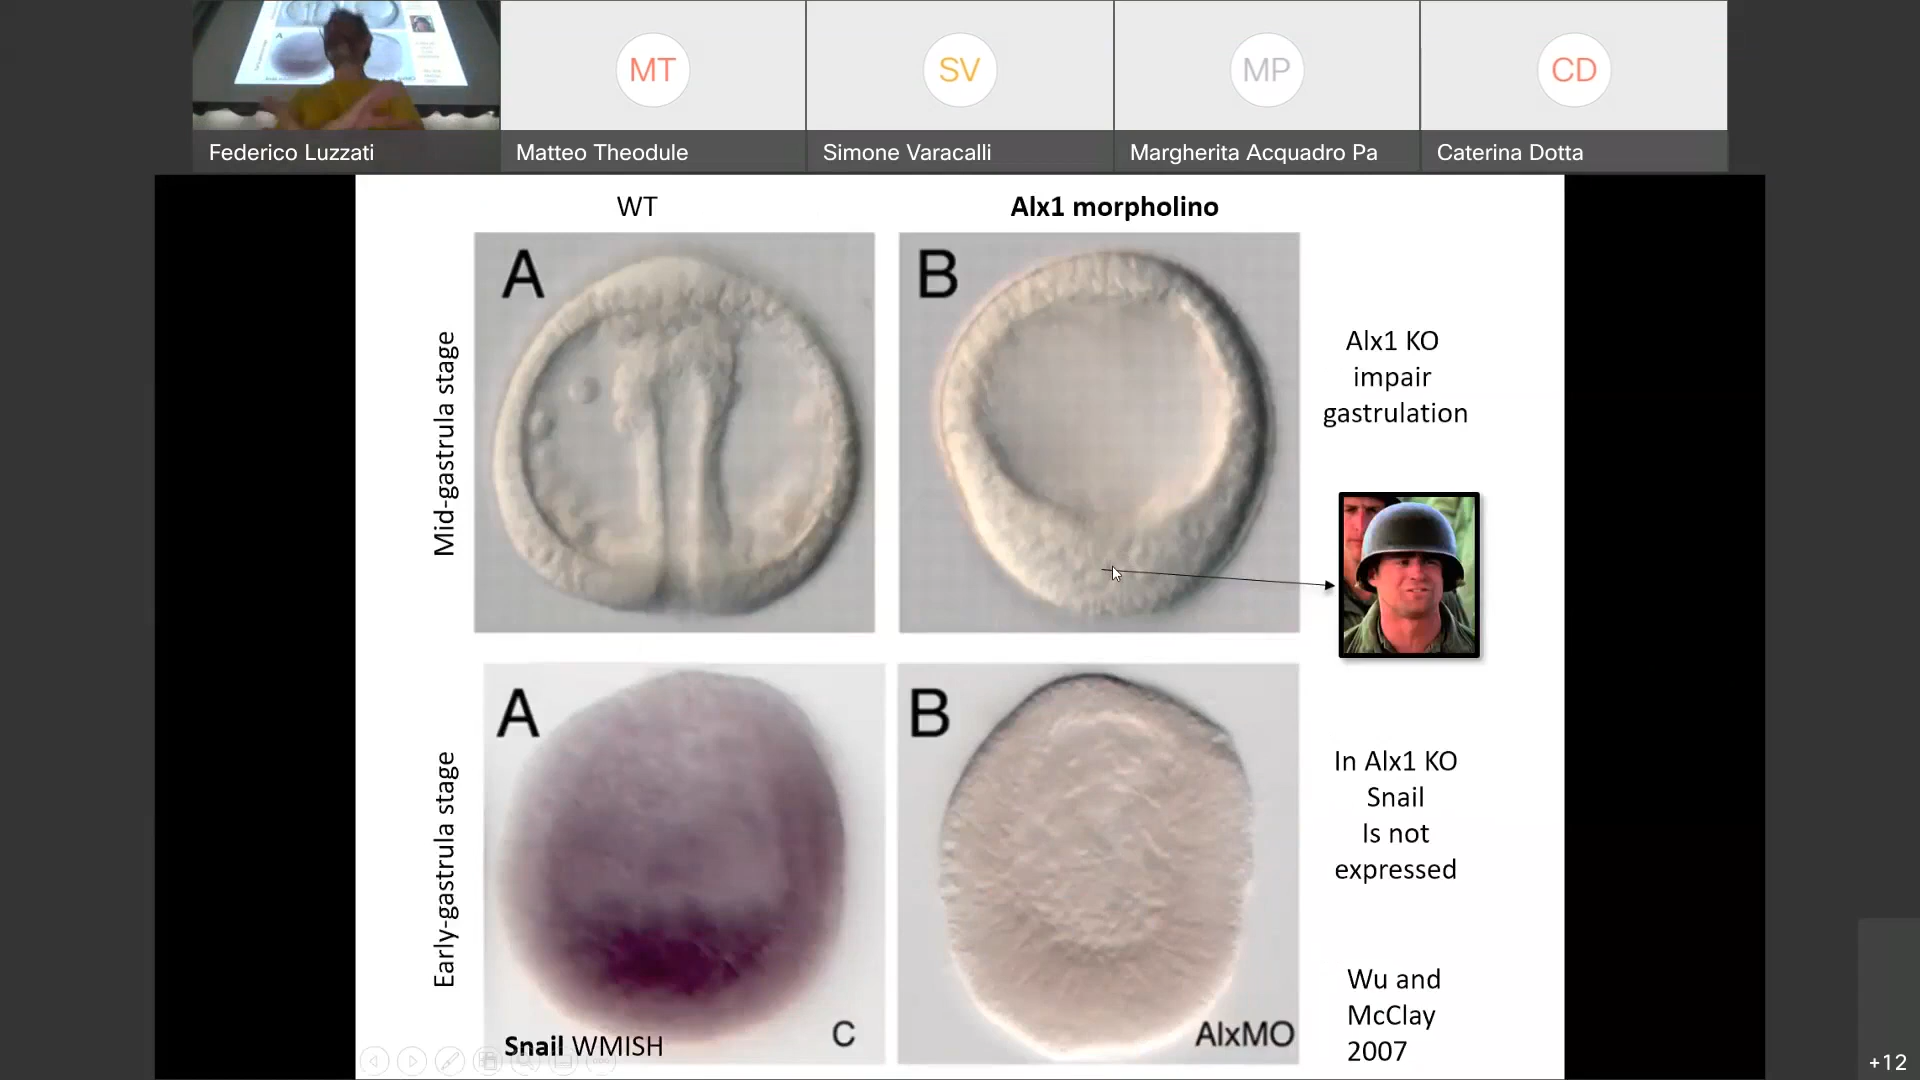 MT
SV
MP
CD
Federico Luzzati
Matteo Theodule
Simone Varacalli
Margherita Acquadro Pa
Caterina Dotta
WT
Alx1 morpholino
Mid-gastrula stage
A
B
Alx1 KO
impair
gastrulation
Early-gastrula stage
A
B
In Alx1 KO
Snail
Is not
expressed
Snail WMISH
C
AlxMO
Wu and
McClay
2007
+12